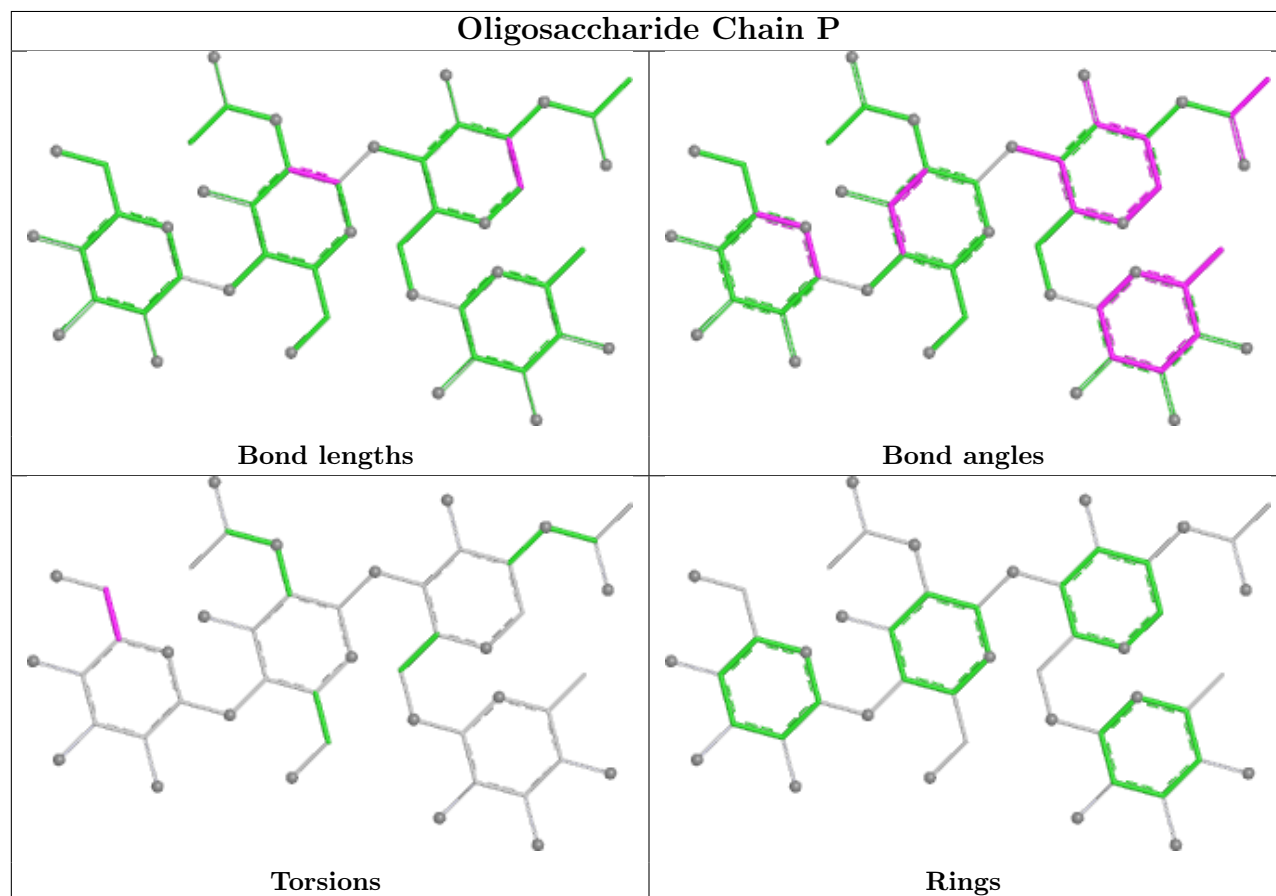 Oligosaccharide Chain P
Bond lengths
Bond angles
Torsions
Rings